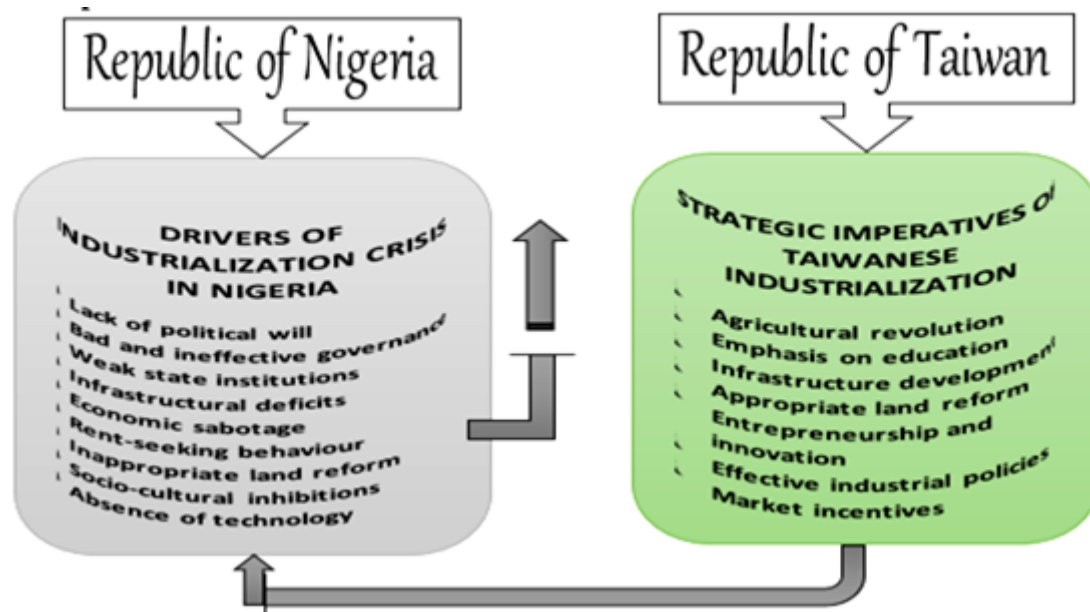 Republic of Nigeria
DRIVERS OF
INDUSTRIALIZATION CRISIS
IN NIGERIA
Lack of political will
Bad and ineffective governance
Weak state institutions
Infrastructural deficits
Economic sabotage
Rent-seeking behaviour
Inappropriate land reform
Socio-cultural inhibitions
Absence of technology
Republic of Taiwan
STRATEGIC IMPERATIVES OF
TAIWANESE
INDUSTRIALIZATION
Agricultural revolution
Emphasis on education
Infrastructure development
Appropriate land reform
Entrepreneurship and
innovation
Effective industrial policies
Market incentives